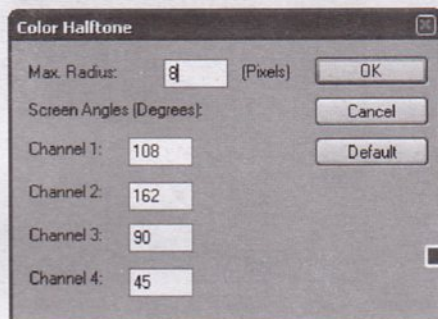 Color Halftone
Max. Radius: 8 (Pixels) OK
Screen Angles (Degrees): Cancel
Channel 1: 108 Default
Channel 2: 162
Channel 3: 90
Channel 4: 45